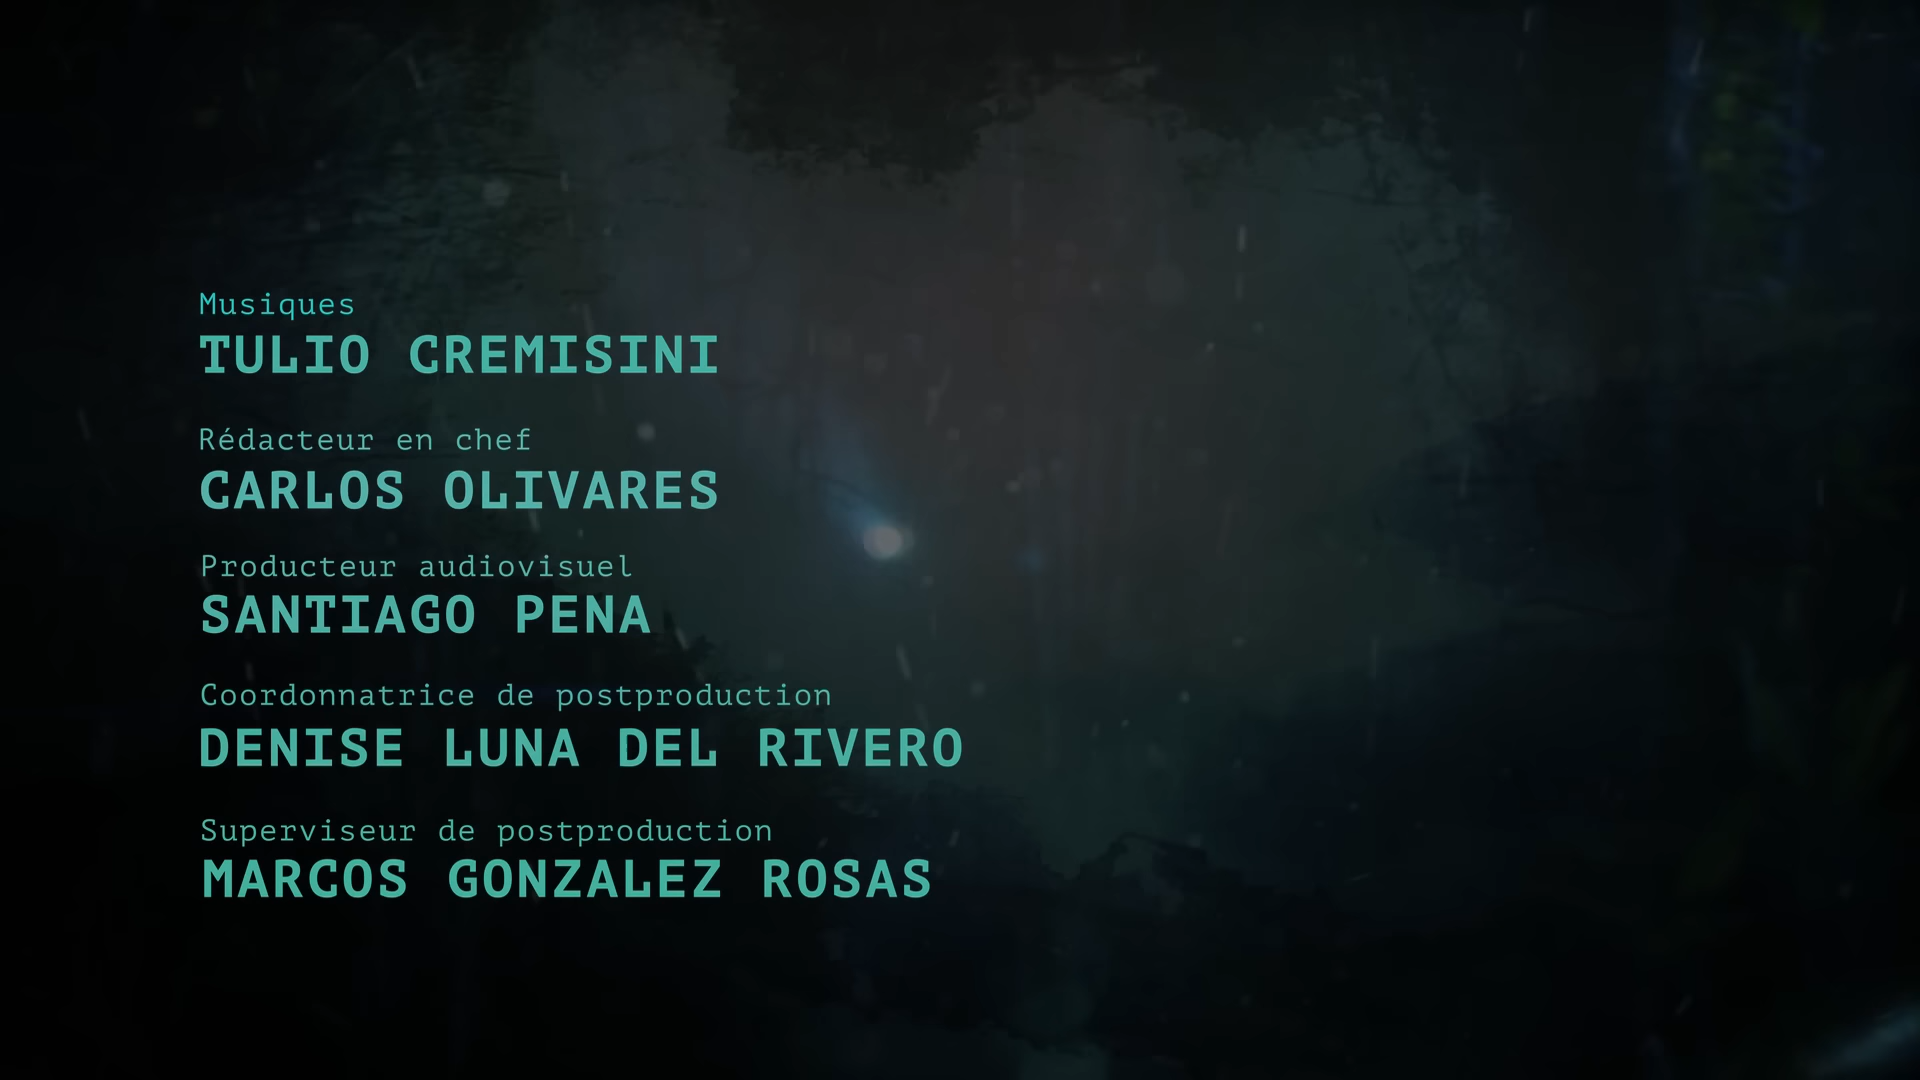 Musiques
TULIO CREMISINI
Rédacteur en chef
CARLOS OLIVARES
Producteur audiovisuel
SANTIAGO PENA
Coordonnatrice de postproduction
DENISE LUNA DEL RIVERO
Superviseur de postproduction
MARCOS GONZALEZ ROSAS